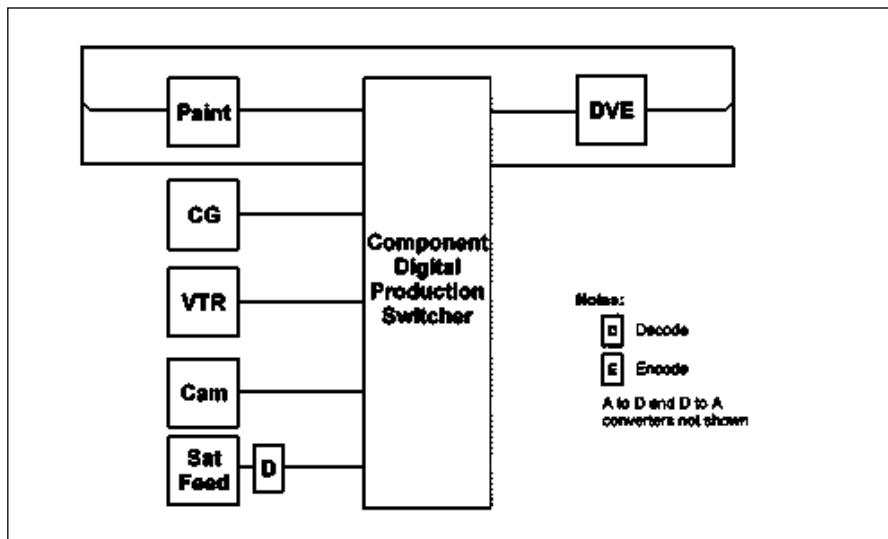 Paint
DVE
CG
Component
Digital
Production
Switcher
VTR
Notes:
D Decode
E Encode
Cam
A to D and D to A
converters not shown
Sat
Feed
D